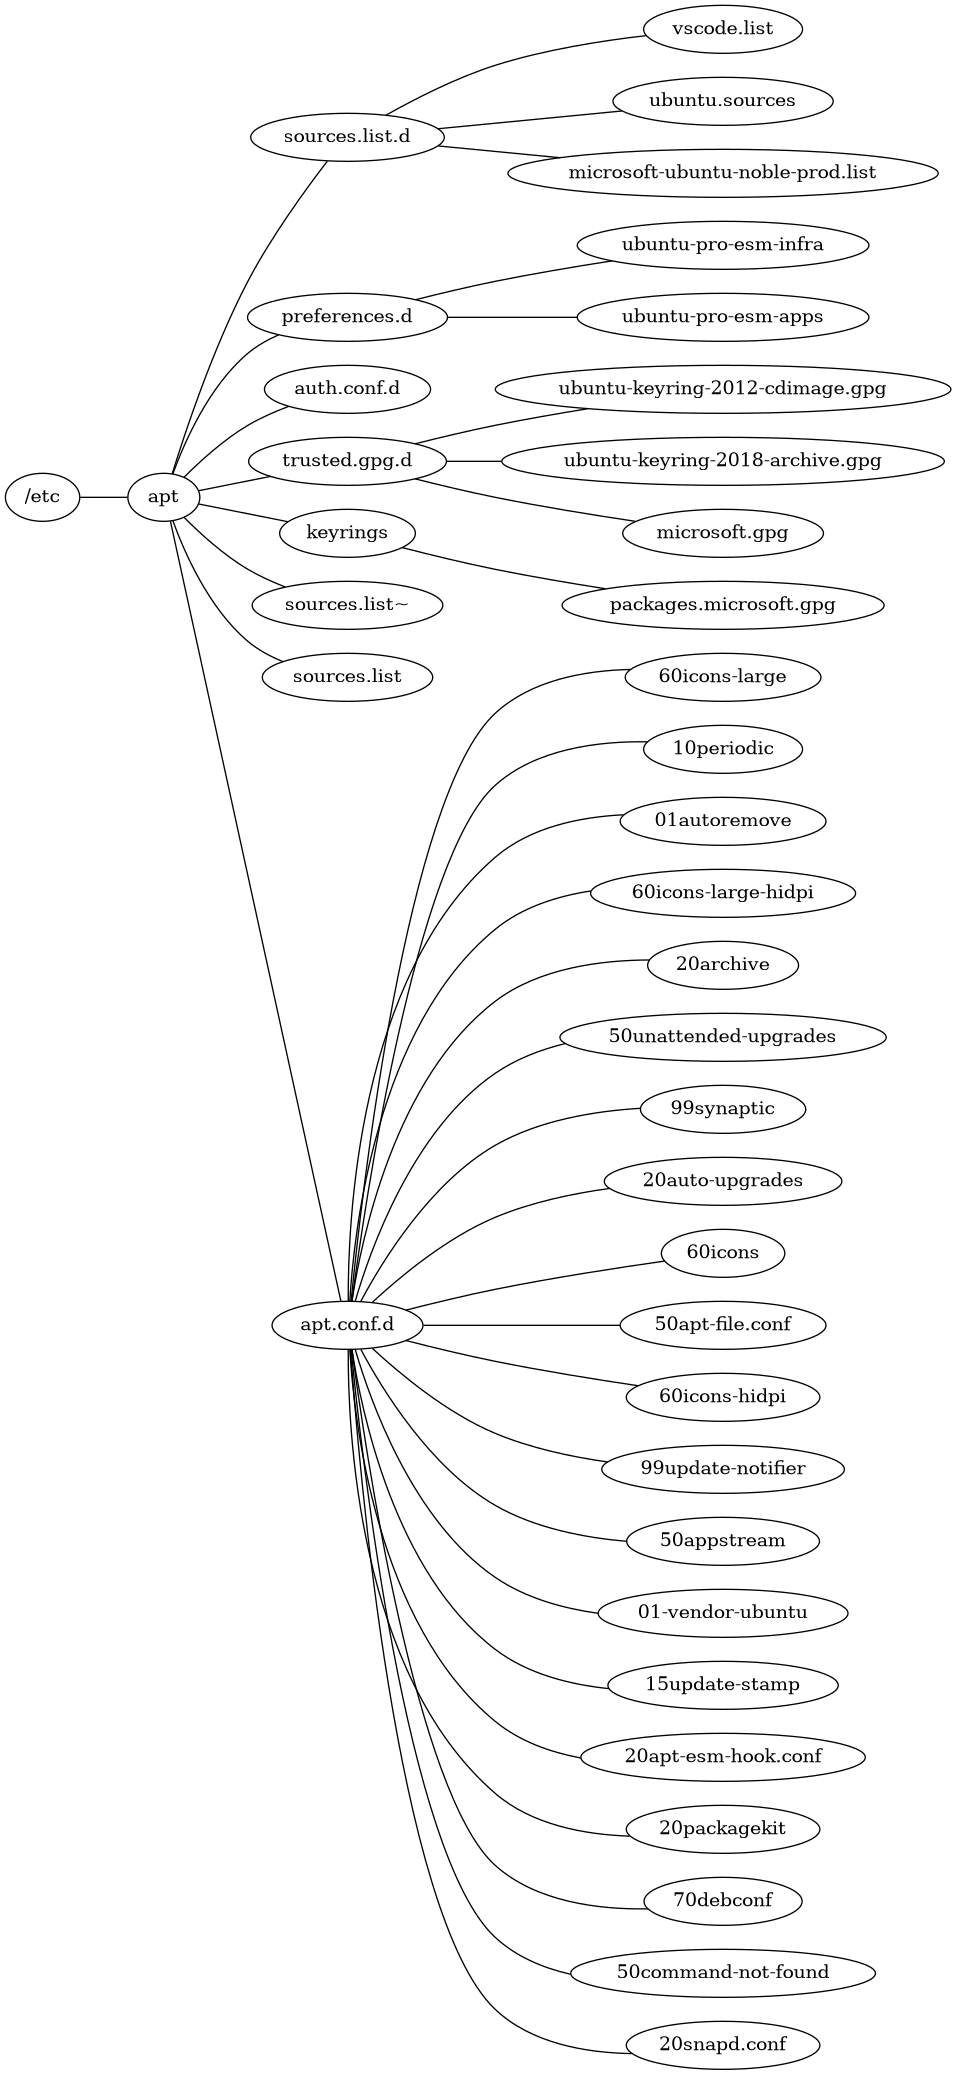 vscode.list
ubuntu.sources
sources.list.d
microsoft-ubuntu-noble-prod.list
ubuntu-pro-esm-infra
preferences.d
ubuntu-pro-esm-apps
auth.conf.d
ubuntu-keyring-2012-cdimage.gpg
trusted.gpg.d
ubuntu-keyring-2018-archive.gpg
/etc
apt
keyrings
microsoft.gpg
sources.list~
packages.microsoft.gpg
sources.list
60icons-large
10periodic
01autoremove
60icons-large-hidpi
20archive
50unattended-upgrades
99synaptic
20auto-upgrades
60icons
apt.conf.d
50apt-file.conf
60icons-hidpi
99update-notifier
50appstream
01-vendor-ubuntu
15update-stamp
20apt-esm-hook.conf
20packagekit
70debconf
50command-not-found
20snapd.conf